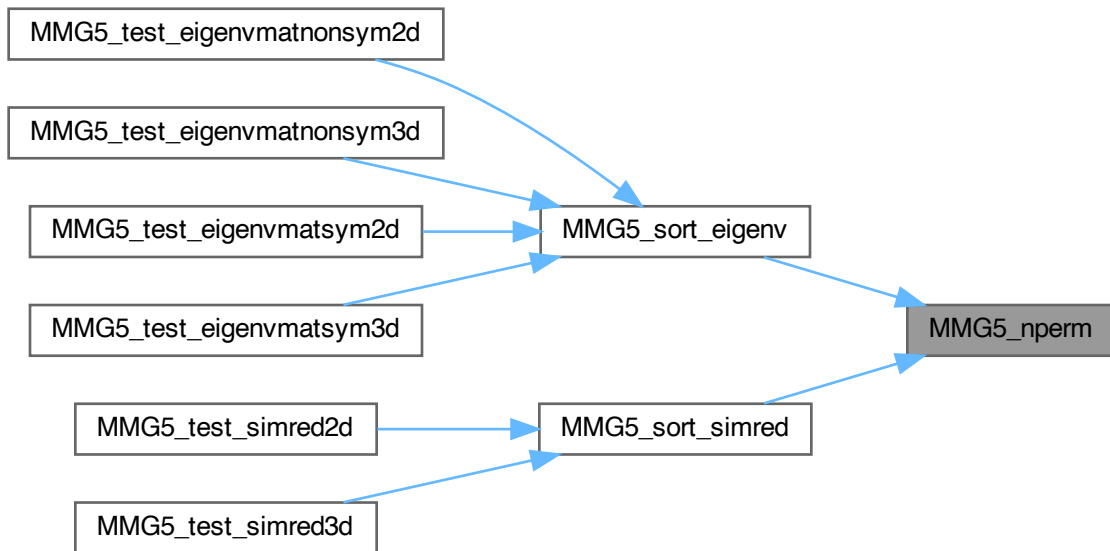 MMG5_test_eigenvmatnonsym2d
MMG5_test_eigenvmatnonsym3d
MMG5_test_eigenvmatsym2d
MMG5_sort_eigenv
MMG5_test_eigenvmatsym3d
MMG5_nperm
MMG5_test_simred2d
MMG5_sort_simred
MMG5_test_simred3d